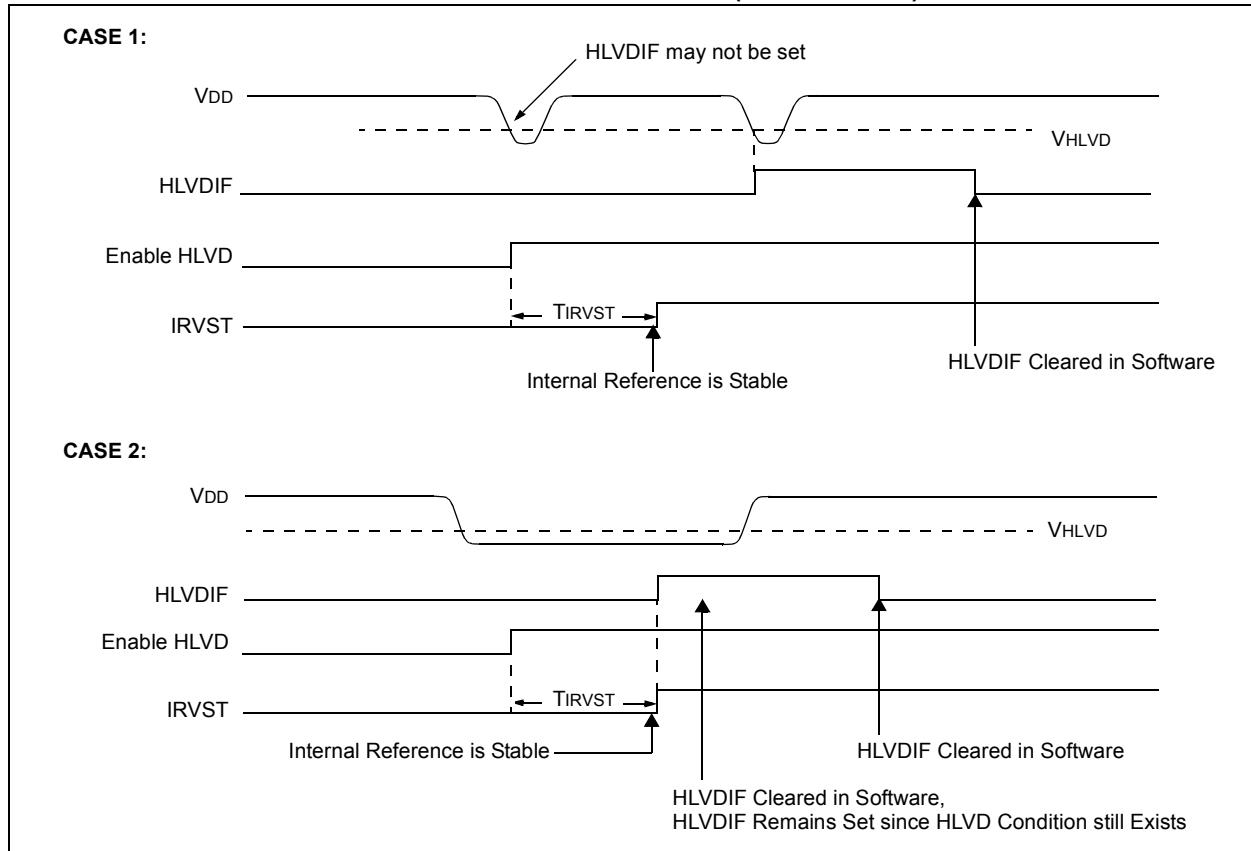 CASE 1:
HLVDIF may not be set
VDD
VHLVD
HLVDIF
Enable HLVD
TIRVST
IRVST
Internal Reference is Stable
HLVDIF Cleared in Software
CASE 2:
VDD
VHLVD
HLVDIF
Enable HLVD
TIRVST
IRVST
Internal Reference is Stable
HLVDIF Cleared in Software
HLVDIF Cleared in Software,
HLVDIF Remains Set since HLVD Condition still Exists